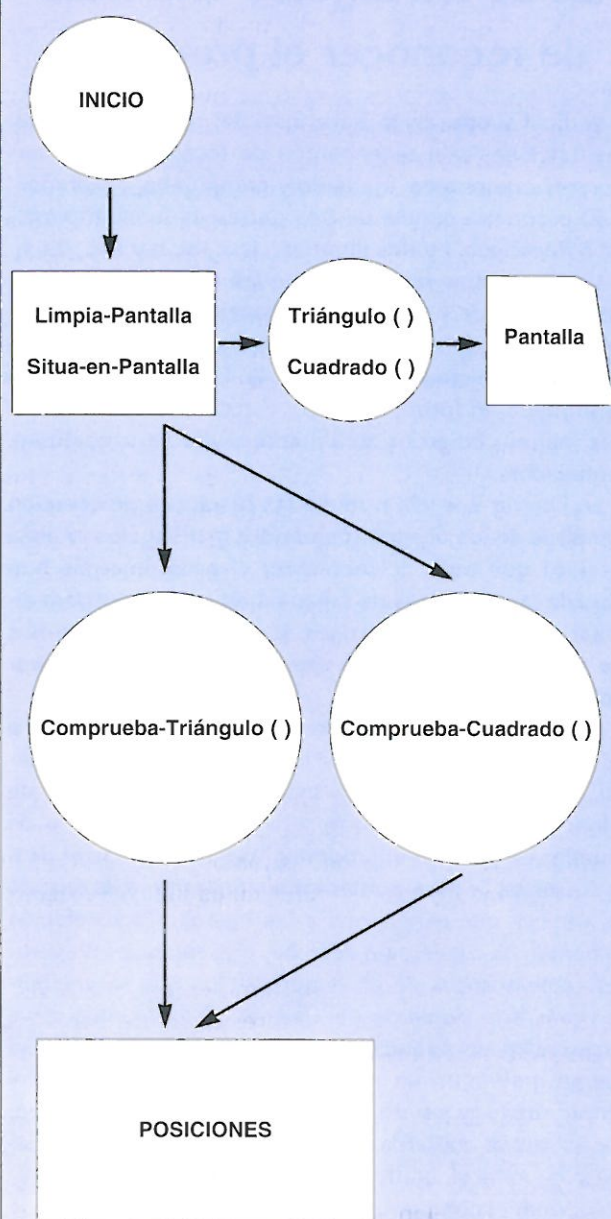 INICIO
Limpia-Pantalla
Situa-en-Pantalla
Triángulo ( )
Cuadrado ( )
Pantalla
Comprueba-Triángulo ( )
Comprueba-Cuadrado ( )
POSICIONES